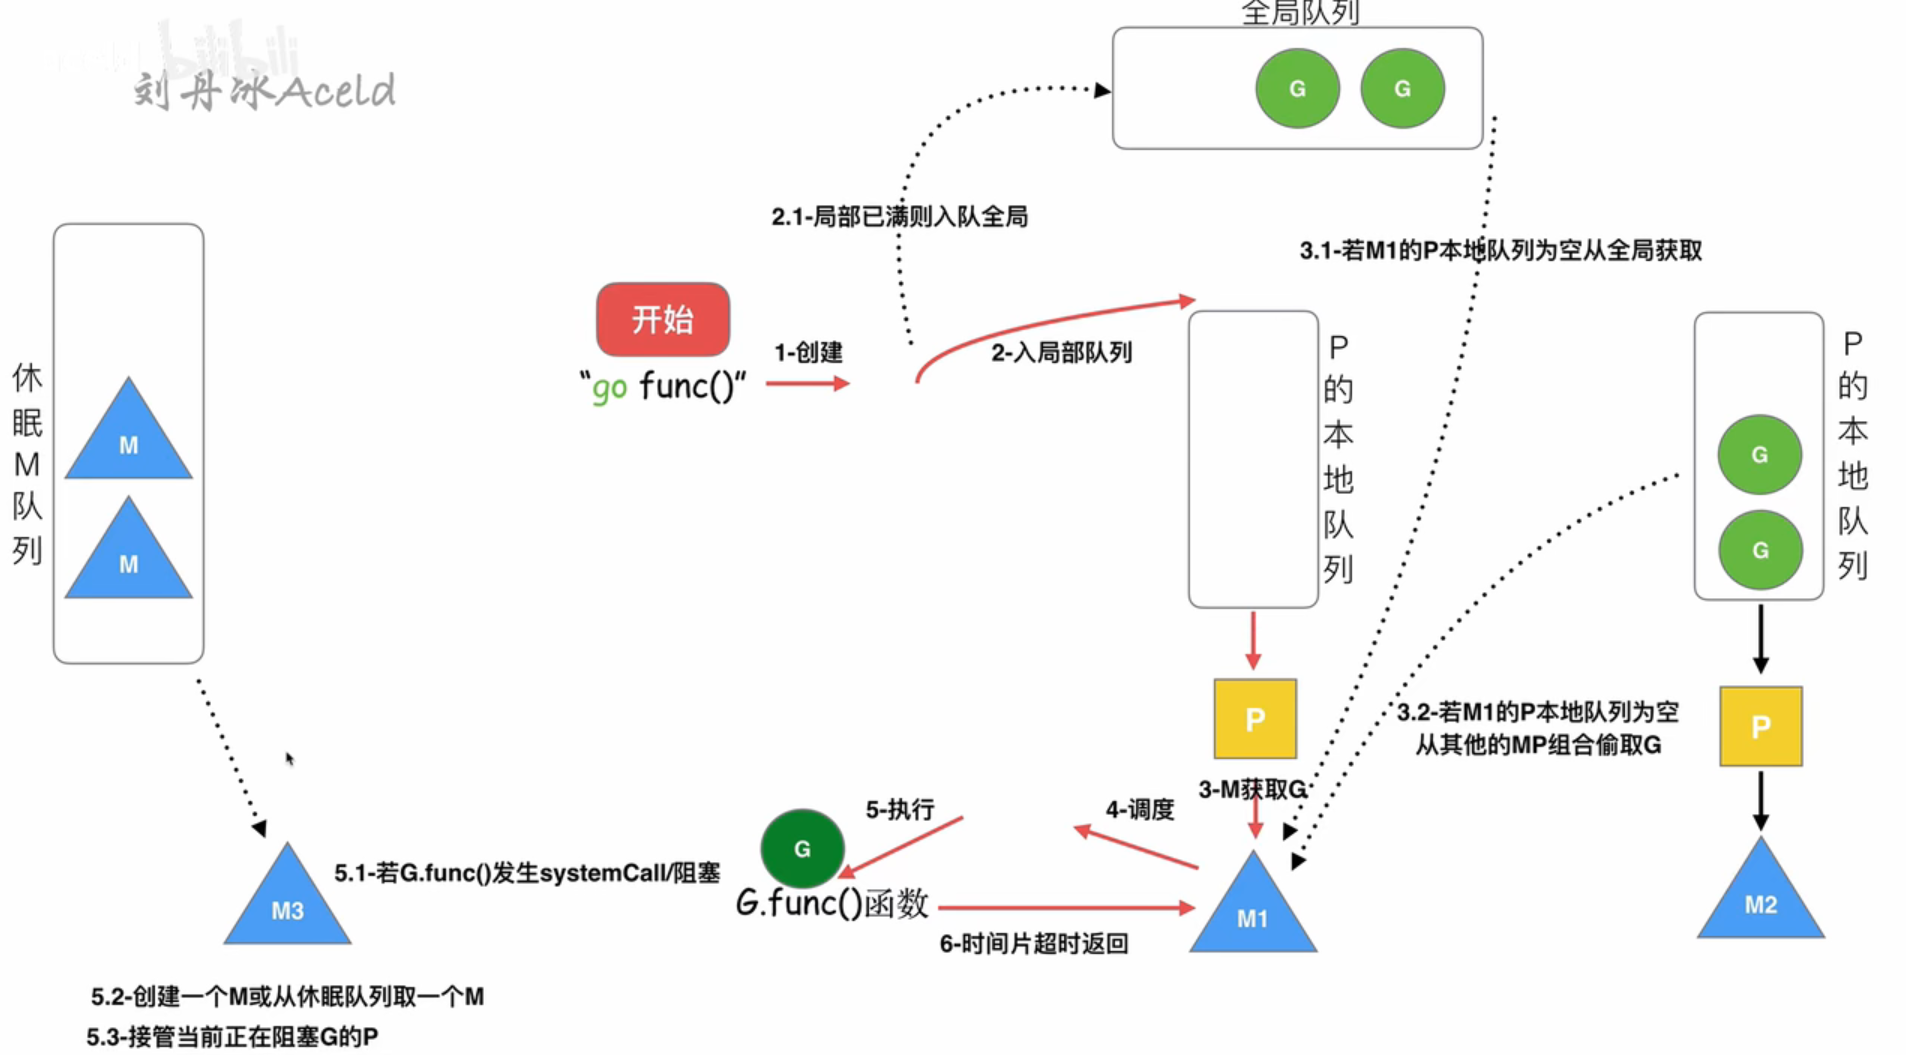 全局队列
bilibili
刘丹冰Aceld
G
G
2.1-局部已满则入队全局
3.1-若M1的P本地队列为空从全局获取
开始
"go func()"
1-创建
2-入局部队列
P的本地队列
P的本地队列
G
G
休眠M队列
M
M
P
P
3.2-若M1的P本地队列为空
从其他的MP组合偷取G
3-M获取G
4-调度
5-执行
G
G.func()函数
5.1-若G.func()发生systemCall/阻塞
M3
M1
M2
6-时间片超时返回
5.2-创建一个M或从休眠队列取一个M
5.3-接管当前正在阻塞G的P